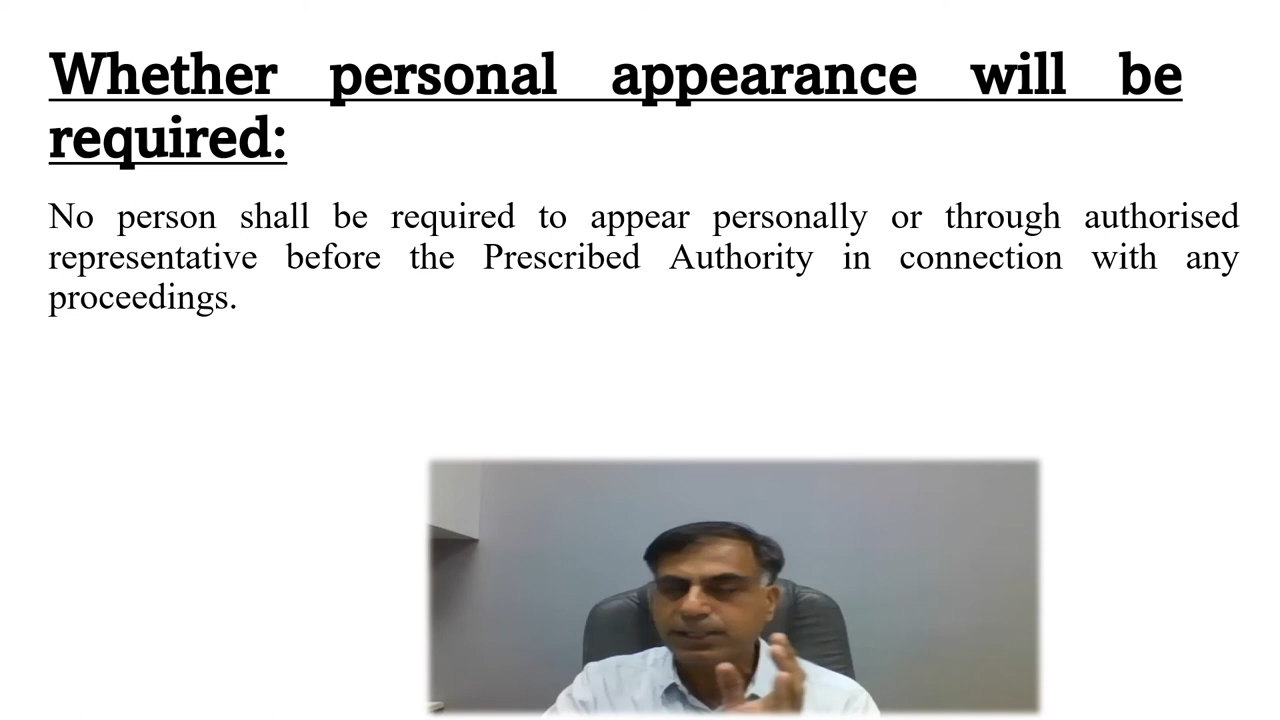 Whether personal appearance will be
required:
No person shall be required to appear personally or through authorised
representative before the Prescribed Authority in connection with any
proceedings.